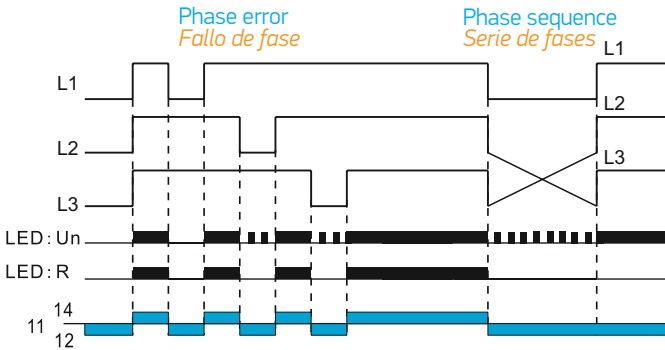 Phase error
Fallo de fase
Phase sequence
Serie de fases
L1
L1
L2
L2
L3
L3
LED: Un
LED: R
14
11
12